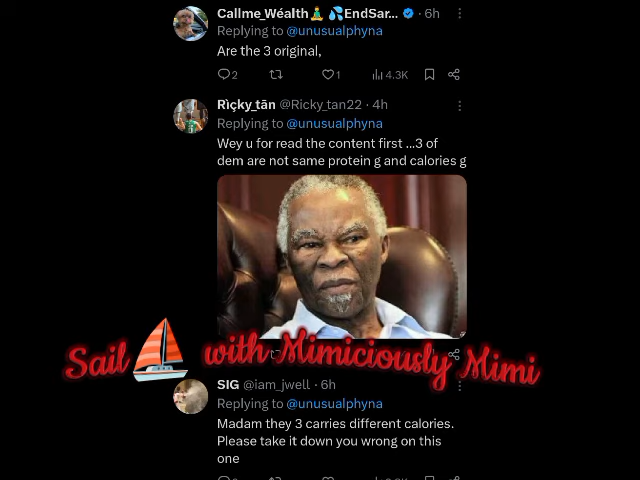 Callme_Wéalth🧘‍♂️💦EndSar... · 6h
Replying to @unusualphyna
Are the 3 original,
2 1 4.3K
Rìçky_tãn @Ricky_tan22 · 4h
Replying to @unusualphyna
Wey u for read the content first ...3 of
dem are not same protein g and calories g
Sail with Mimiciously Mimi
SIG @iam_jwell · 6h
Replying to @unusualphyna
Madam they 3 carries different calories.
Please take it down you wrong on this
one